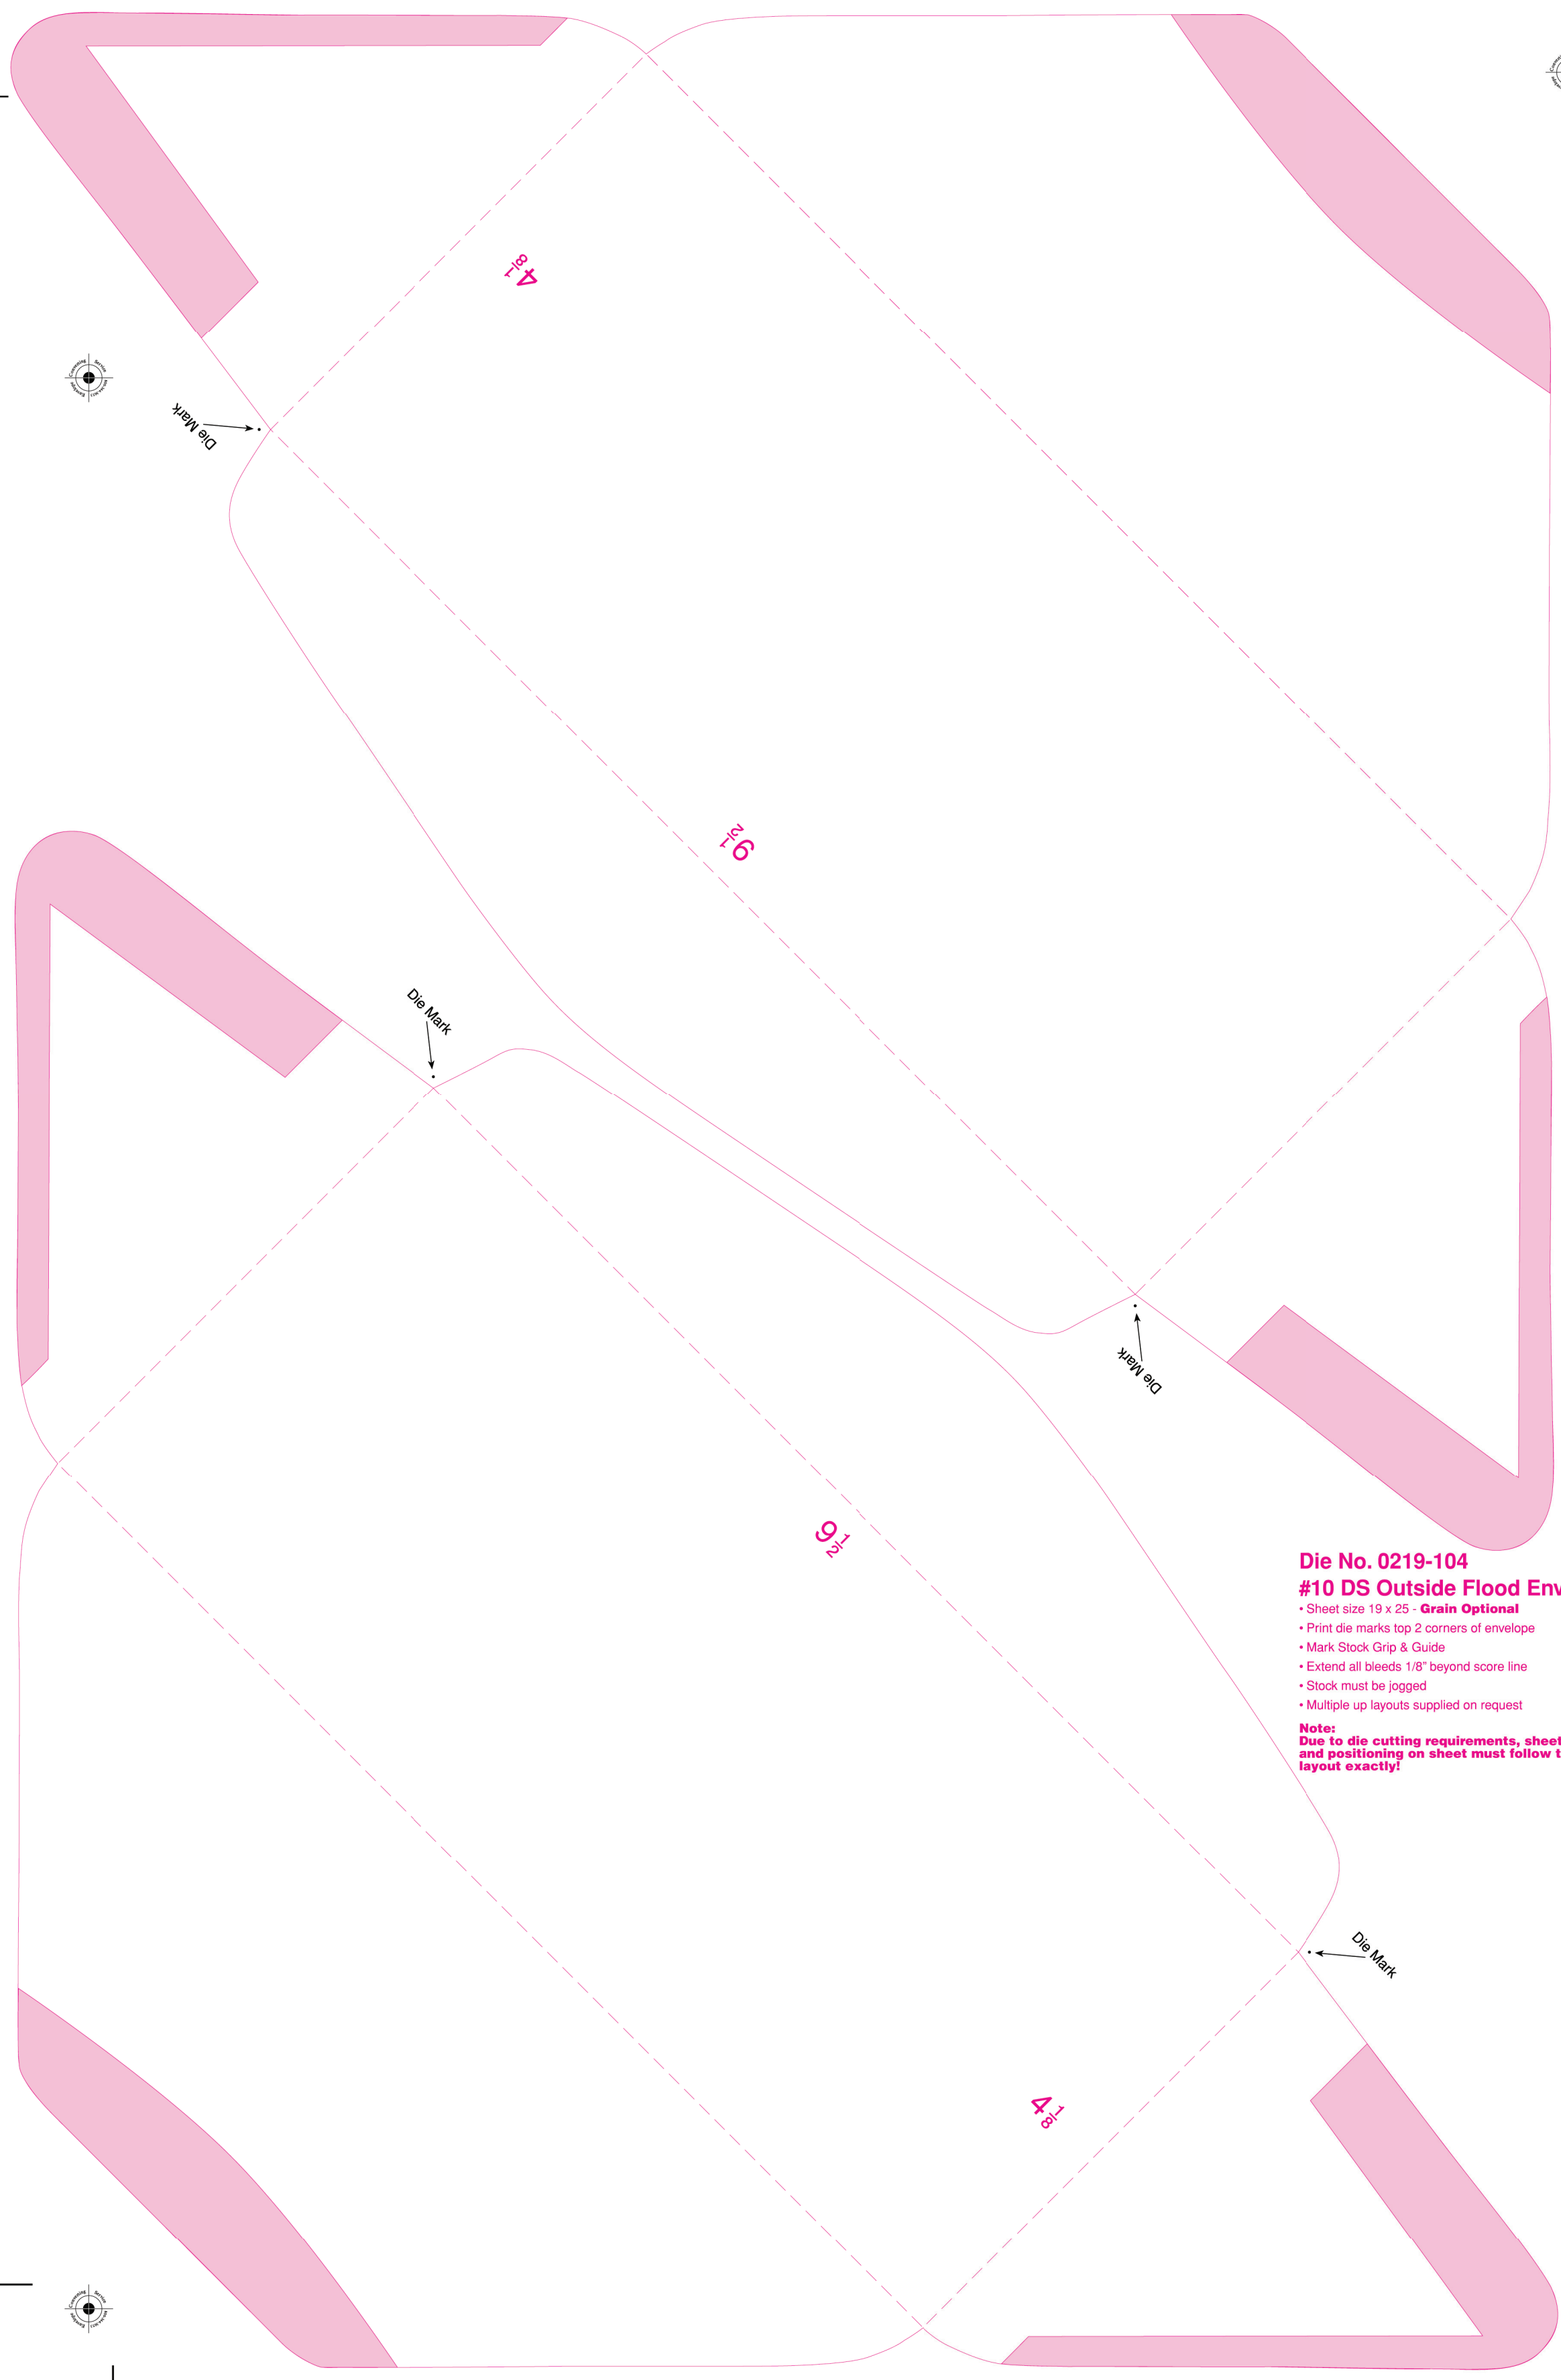 4 1/8
Die Mark
9 1/2
Die Mark
Die Mark
9 1/2
Die No. 0219-104
#10 DS Outside Flood Env
• Sheet size 19 x 25 - Grain Optional
• Print die marks top 2 corners of envelope
• Mark Stock Grip & Guide
• Extend all bleeds 1/8” beyond score line
• Stock must be jogged
• Multiple up layouts supplied on request
Note:
Due to die cutting requirements, sheet
and positioning on sheet must follow t
layout exactly!
Die Mark
4 1/8